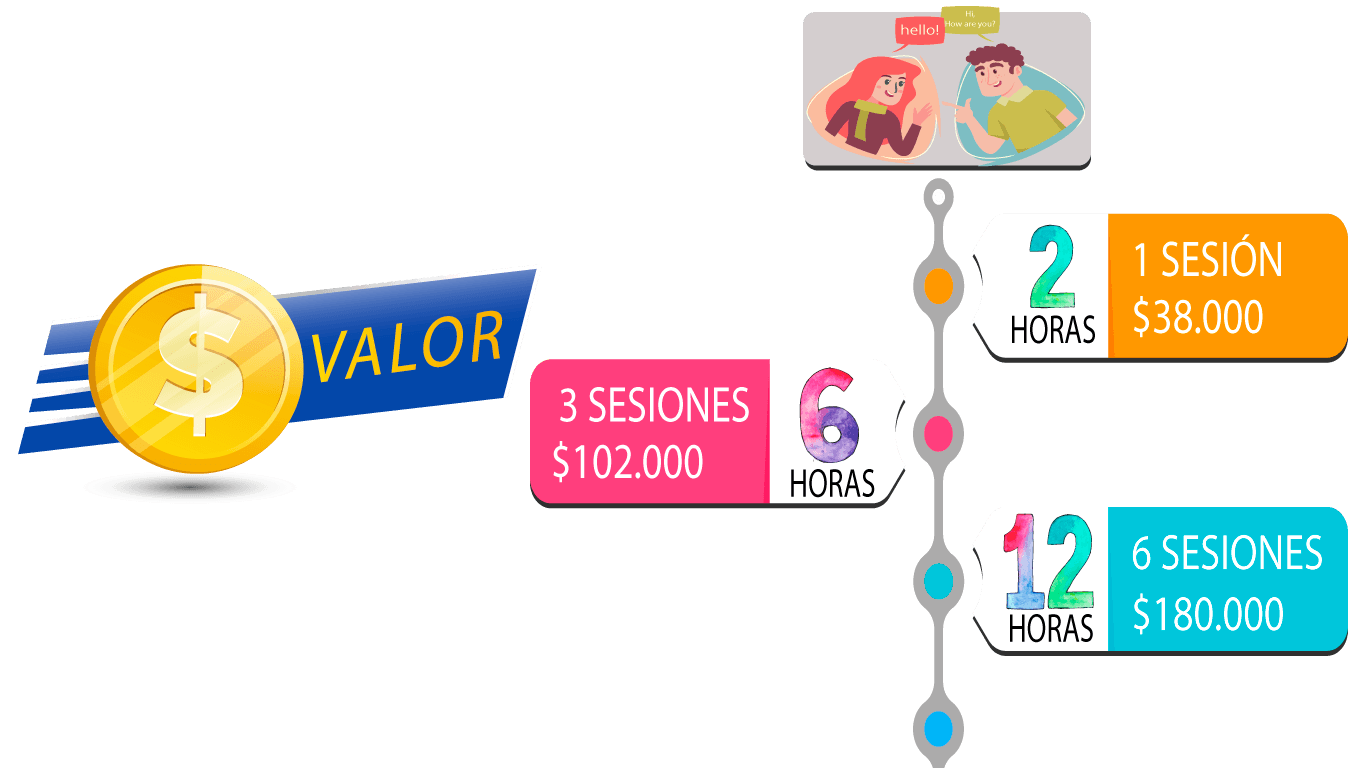 hello!
Hi,
How are you?
2
HORAS
1 SESIÓN
$38.000
$
VALOR
3 SESIONES
$102.000
6
HORAS
12
HORAS
6 SESIONES
$180.000